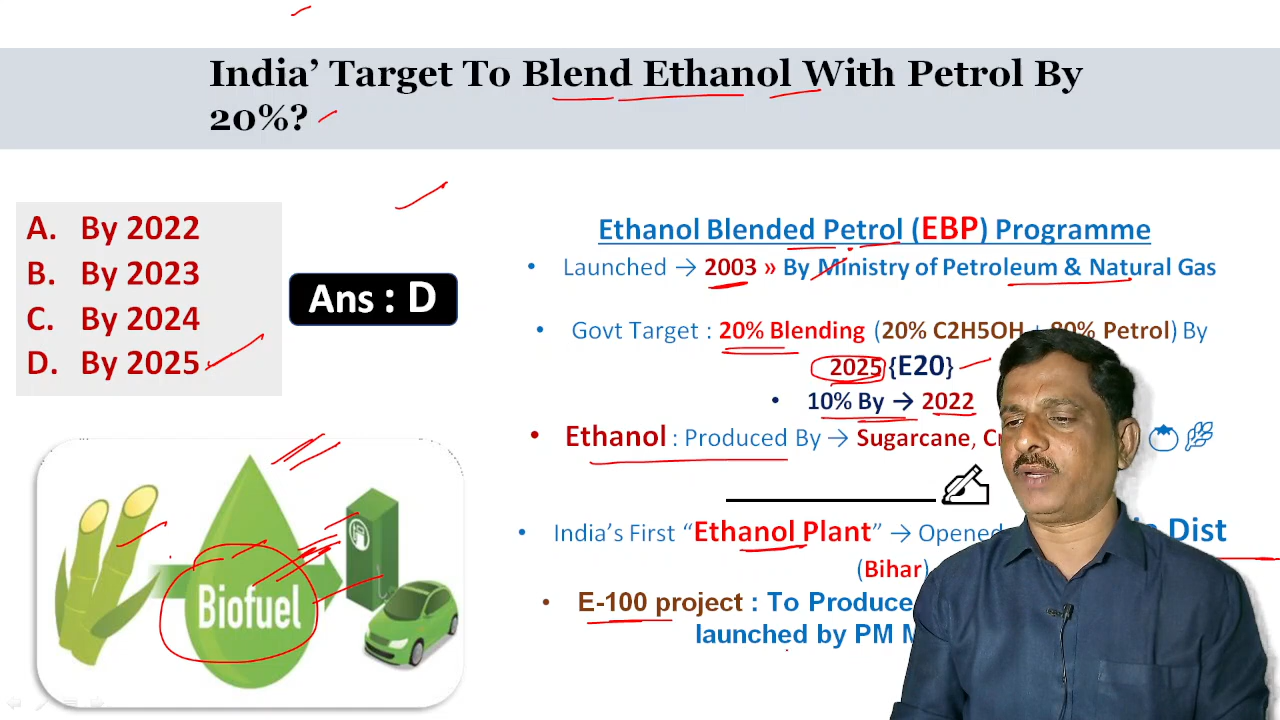 India’ Target To Blend Ethanol With Petrol By
20%?
A. By 2022
B. By 2023
C. By 2024
D. By 2025
Ans : D
Ethanol Blended Petrol (EBP) Programme
• Launched → 2003 » By Ministry of Petroleum & Natural Gas
• Govt Target : 20% Blending (20% C2H5OH + 80% Petrol) By
2025 {E20}
• 10% By → 2022
• Ethanol : Produced By → Sugarcane,
• India’s First “Ethanol Plant” → Opened Dist
(Bihar)
• E-100 project : To Produce
launched by PM
Biofuel